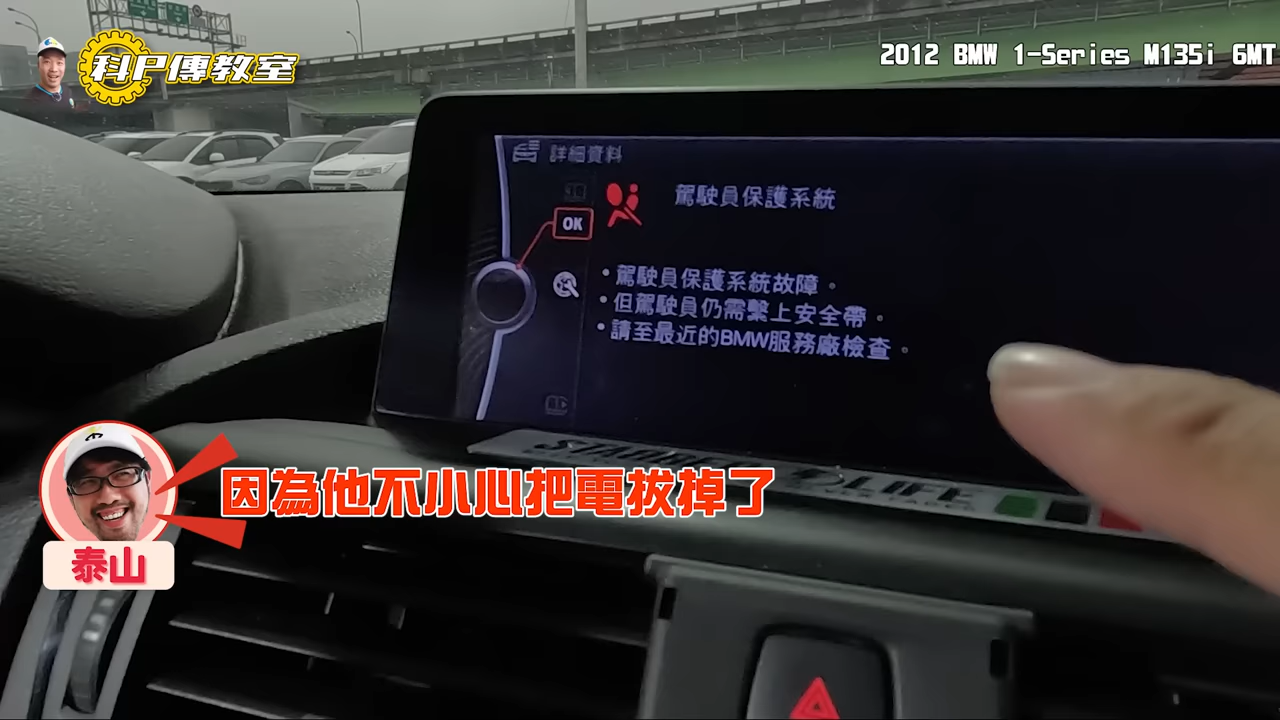 科P傳教室
2012 BMW 1-Series M135i 6MT
詳細資料
OK
駕駛員保護系統
• 駕駛員保護系統故障。
• 但駕駛員仍需繫上安全帶。
• 請至最近的BMW服務廠檢查。
因為他不小心把電拔掉了
泰山